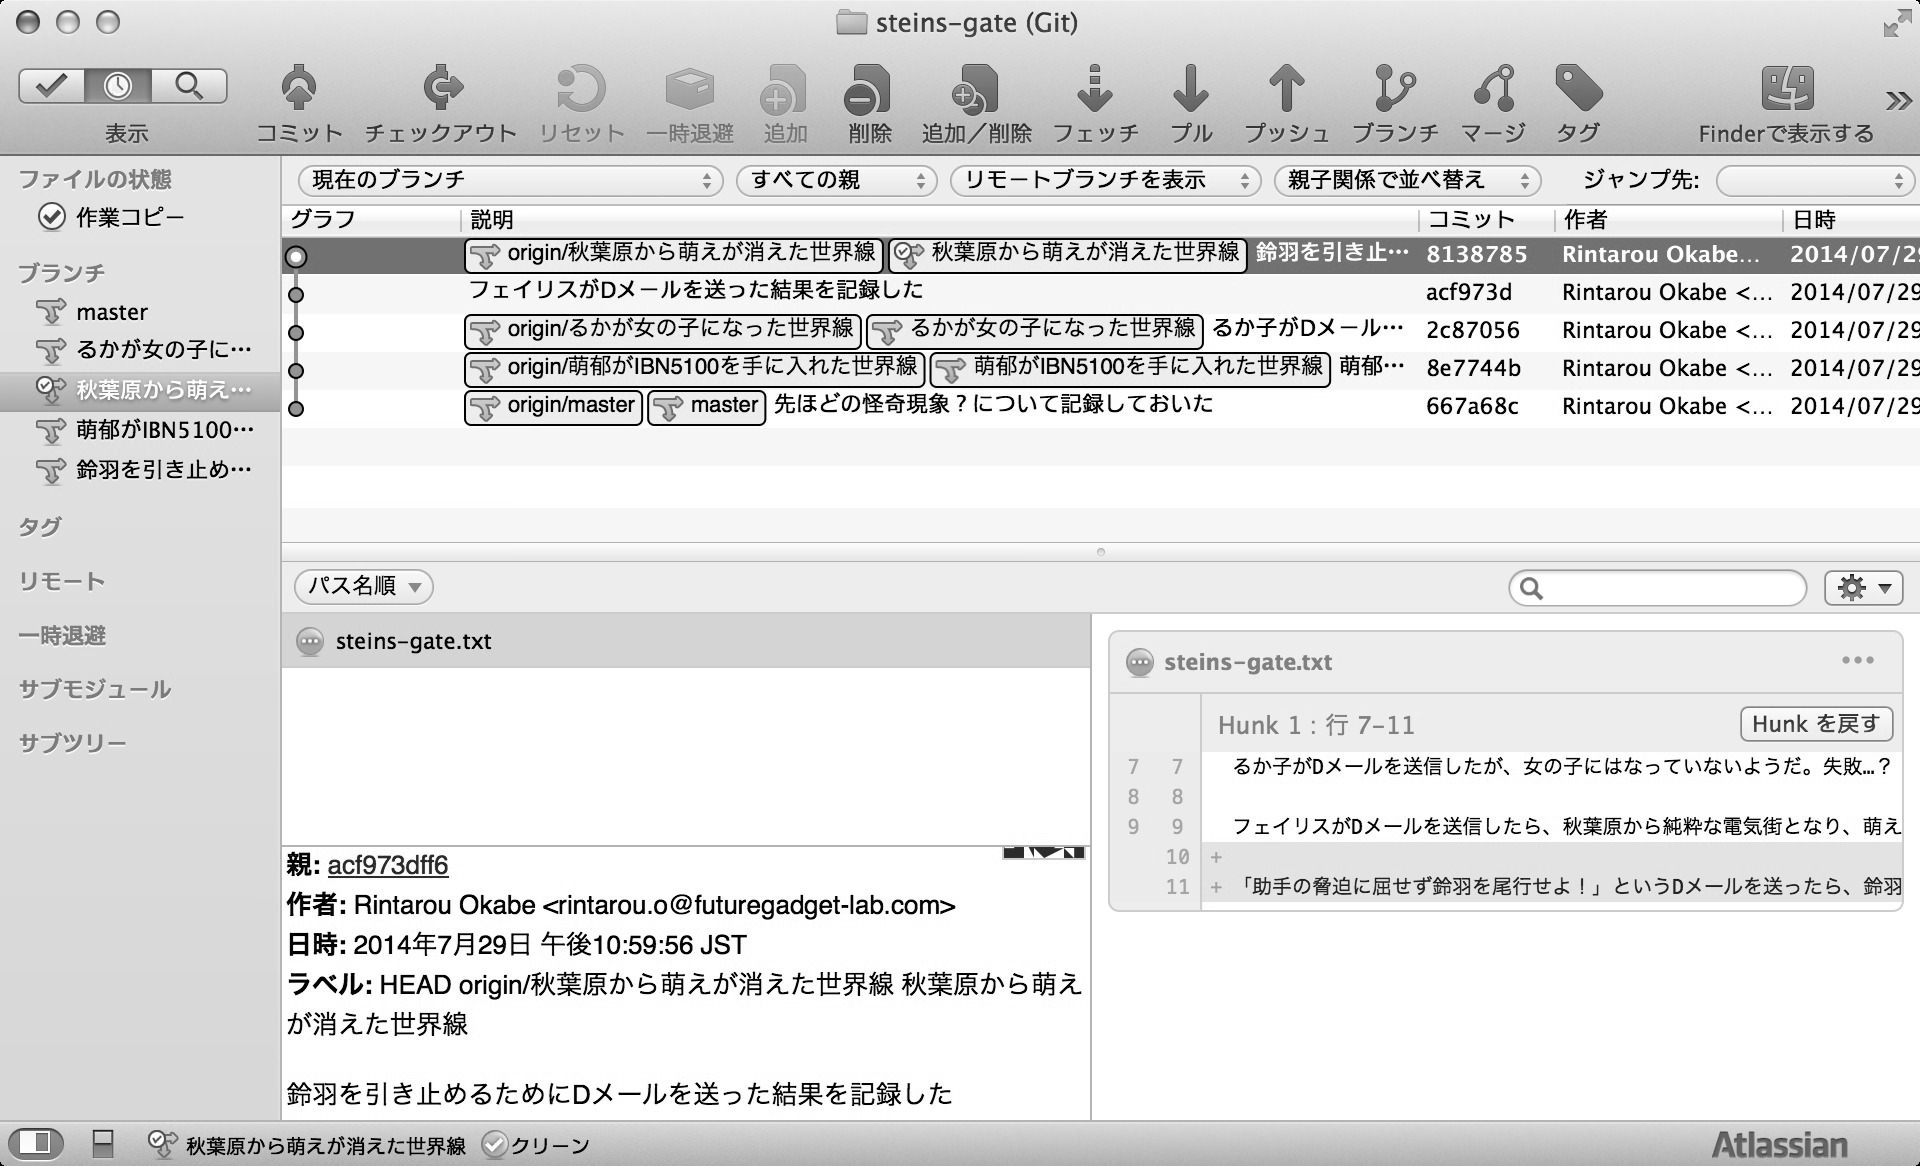 steins-gate (Git)
表示 コミット チェックアウト リセット 一時退避 追加 削除 追加／削除 フェッチ プル プッシュ ブランチ マージ タグ Finderで表示する
ファイルの状態
作業コピー
ブランチ
master
るかが女の子に…
秋葉原から萌え…
萌郁がIBN5100…
鈴羽を引き止め…
タグ
リモート
一時退避
サブモジュール
サブツリー
現在のブランチ すべての親 リモートブランチを表示 親子関係で並べ替え ジャンプ先:
グラフ 説明 コミット 作者 日時
origin/秋葉原から萌えが消えた世界線 秋葉原から萌えが消えた世界線 鈴羽を引き止… 8138785 Rintarou Okabe… 2014/07/29
フェイリスがDメールを送った結果を記録した acf973d Rintarou Okabe <… 2014/07/29
origin/るかが女の子になった世界線 るかが女の子になった世界線 るか子がDメール… 2c87056 Rintarou Okabe <… 2014/07/29
origin/萌郁がIBN5100を手に入れた世界線 萌郁がIBN5100を手に入れた世界線 萌郁… 8e7744b Rintarou Okabe <… 2014/07/29
origin/master master 先ほどの怪奇現象？について記録しておいた 667a68c Rintarou Okabe <… 2014/07/29
パス名順
steins-gate.txt
親: acf973dff6
作者: Rintarou Okabe <rintarou.o@futuregadget-lab.com>
日時: 2014年7月29日 午後10:59:56 JST
ラベル: HEAD origin/秋葉原から萌えが消えた世界線 秋葉原から萌え
が消えた世界線
鈴羽を引き止めるためにDメールを送った結果を記録した
steins-gate.txt
Hunk 1 : 行 7-11 Hunk を戻す
7 7 るか子がDメールを送信したが、女の子にはなっていないようだ。失敗…？
8 8
9 9 フェイリスがDメールを送信したら、秋葉原から純粋な電気街となり、萌え
10 +
11 + 「助手の脅迫に屈せず鈴羽を尾行せよ！」というDメールを送ったら、鈴羽
秋葉原から萌えが消えた世界線 クリーン
Atlassian